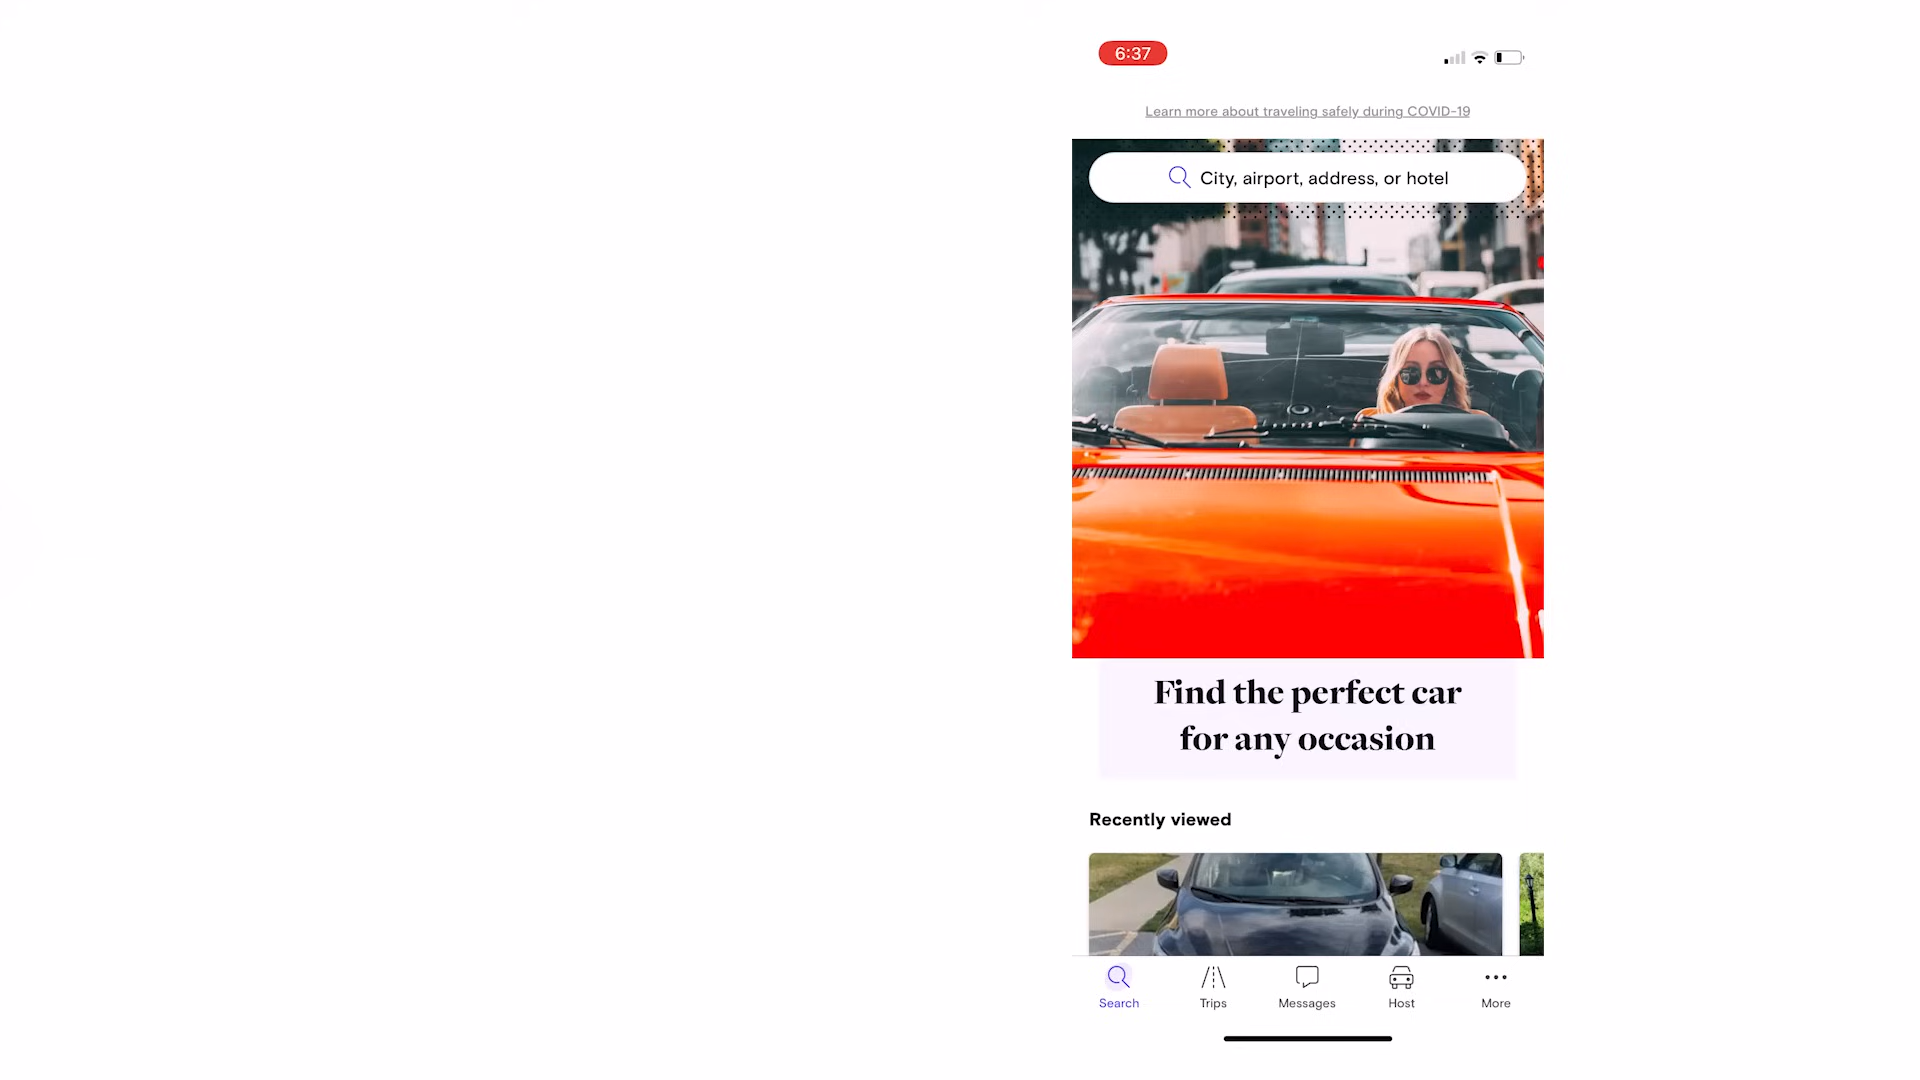 6:37
Learn more about traveling safely during COVID-19
City, airport, address, or hotel
Find the perfect car
for any occasion
Recently viewed
Search
Trips
Messages
Host
More